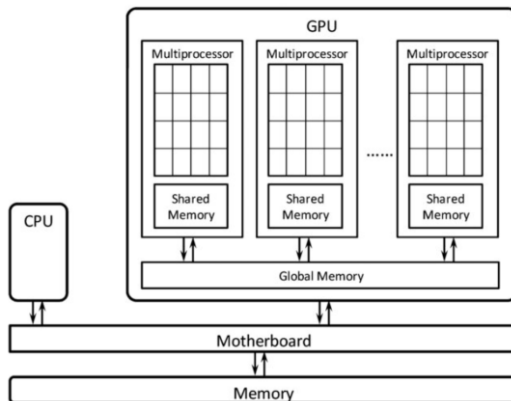 GPU
Multiprocessor
Multiprocessor
Multiprocessor
......
Shared
Memory
Shared
Memory
Shared
Memory
CPU
Global Memory
Motherboard
Memory